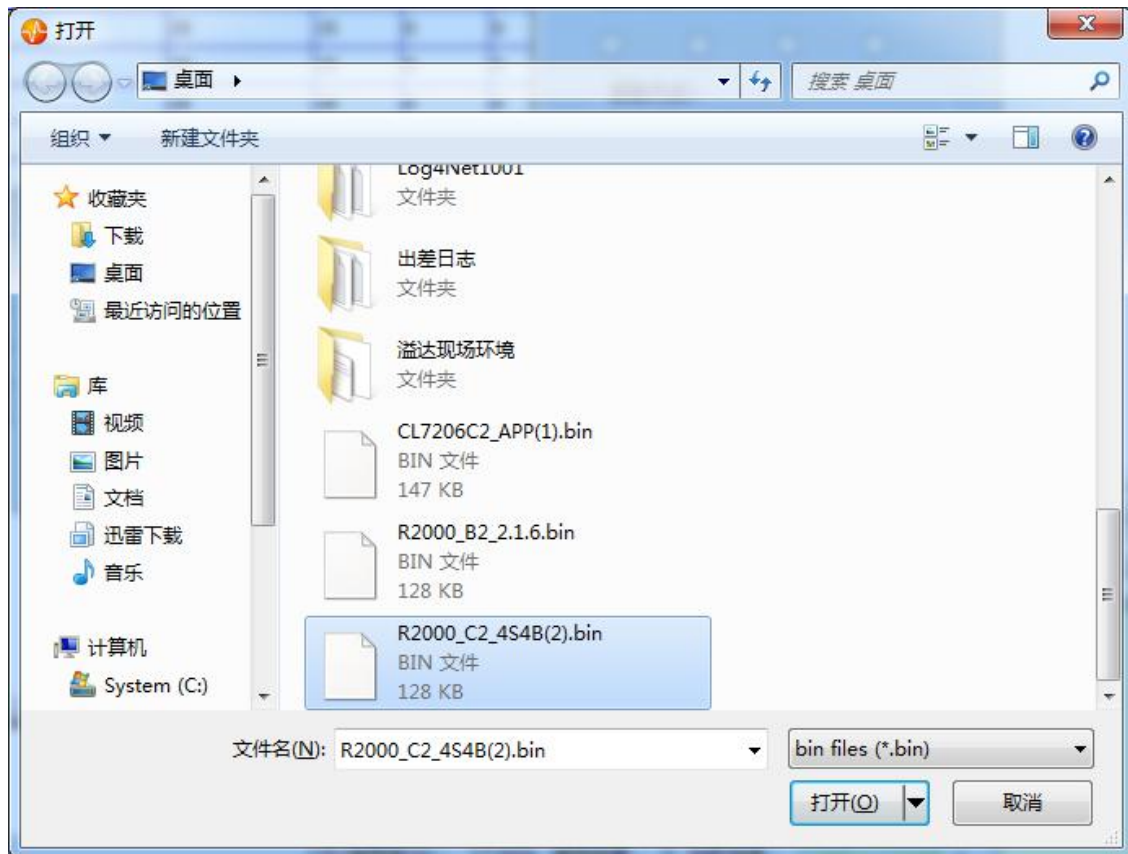 打开
桌面
搜索 桌面
组织
新建文件夹
收藏夹
下载
桌面
最近访问的位置
库
视频
图片
文档
迅雷下载
音乐
计算机
System (C:)
Log4Net1001
文件夹
出差日志
文件夹
溢达现场环境
文件夹
CL7206C2_APP(1).bin
BIN 文件
147 KB
R2000_B2_2.1.6.bin
BIN 文件
128 KB
R2000_C2_4S4B(2).bin
BIN 文件
128 KB
文件名(N): R2000_C2_4S4B(2).bin
bin files (*.bin)
打开(O)
取消